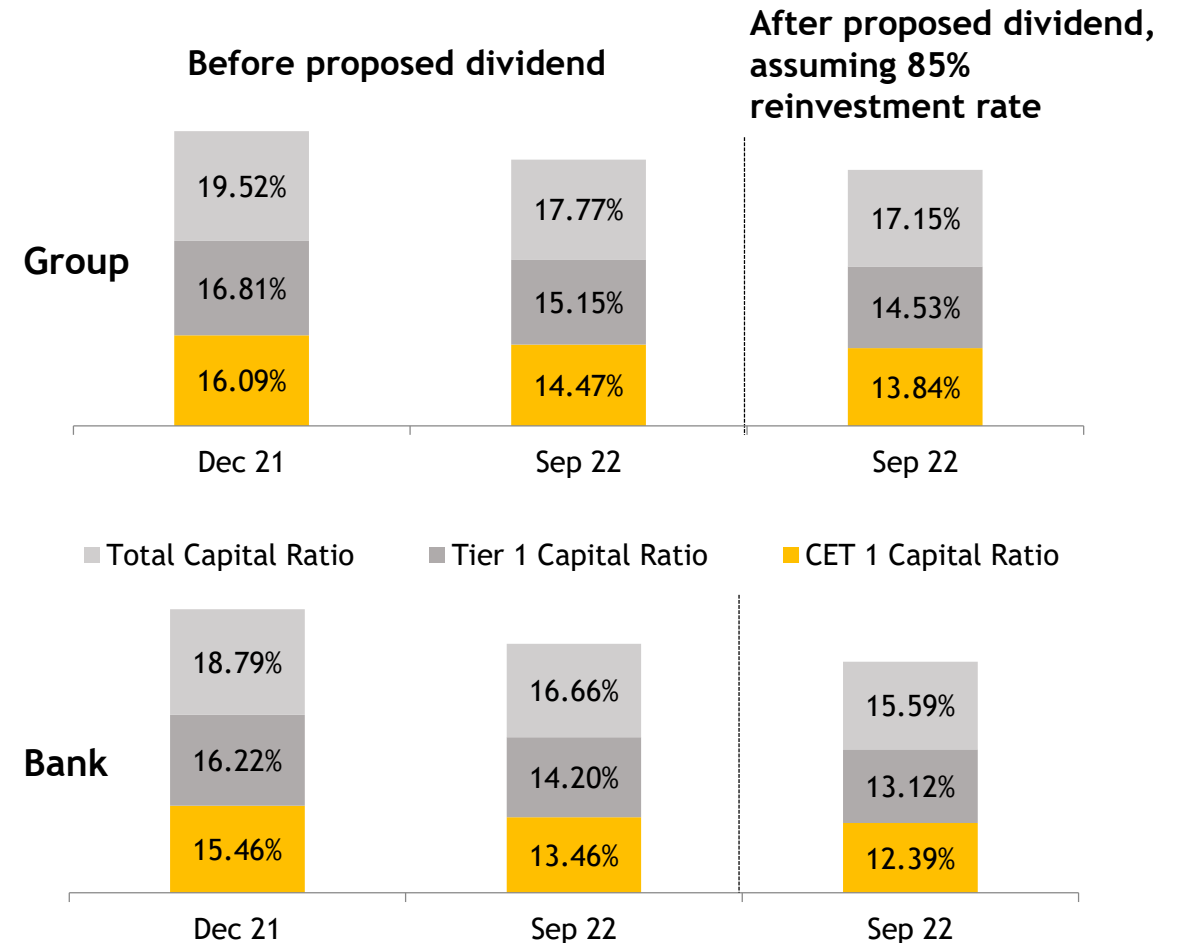 Before proposed dividend
After proposed dividend,
assuming 85%
reinvestment rate
Group
19.52%
16.81%
16.09%
17.77%
15.15%
14.47%
17.15%
14.53%
13.84%
Dec 21
Sep 22
Sep 22
Total Capital Ratio
Tier 1 Capital Ratio
CET 1 Capital Ratio
Bank
18.79%
16.22%
15.46%
16.66%
14.20%
13.46%
15.59%
13.12%
12.39%
Dec 21
Sep 22
Sep 22